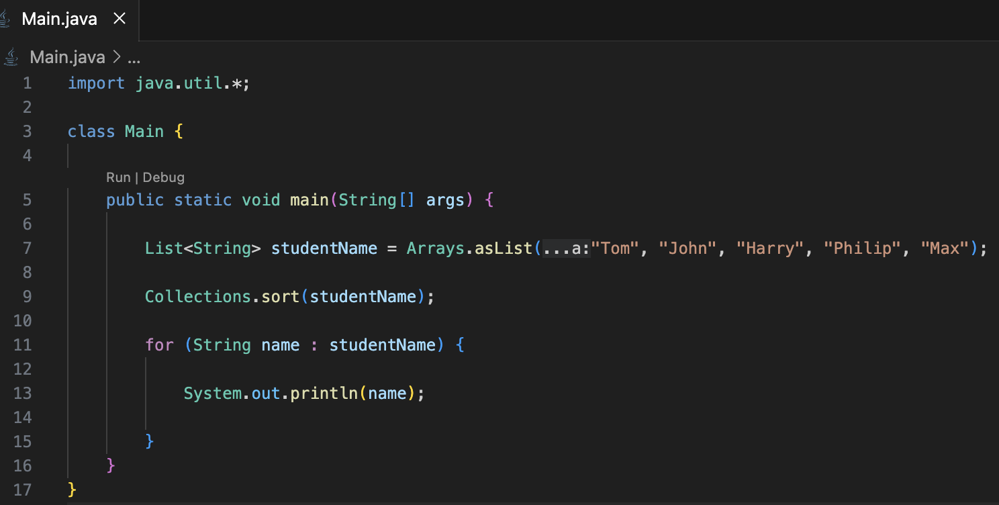 Main.java
Main.java > ...
1 import java.util.*;
2
3 class Main {
4
Run | Debug
5 public static void main(String[] args) {
6
7 List<String> studentName = Arrays.asList(...a:"Tom", "John", "Harry", "Philip", "Max");
8
9 Collections.sort(studentName);
10
11 for (String name : studentName) {
12
13 System.out.println(name);
14
15 }
16 }
17 }